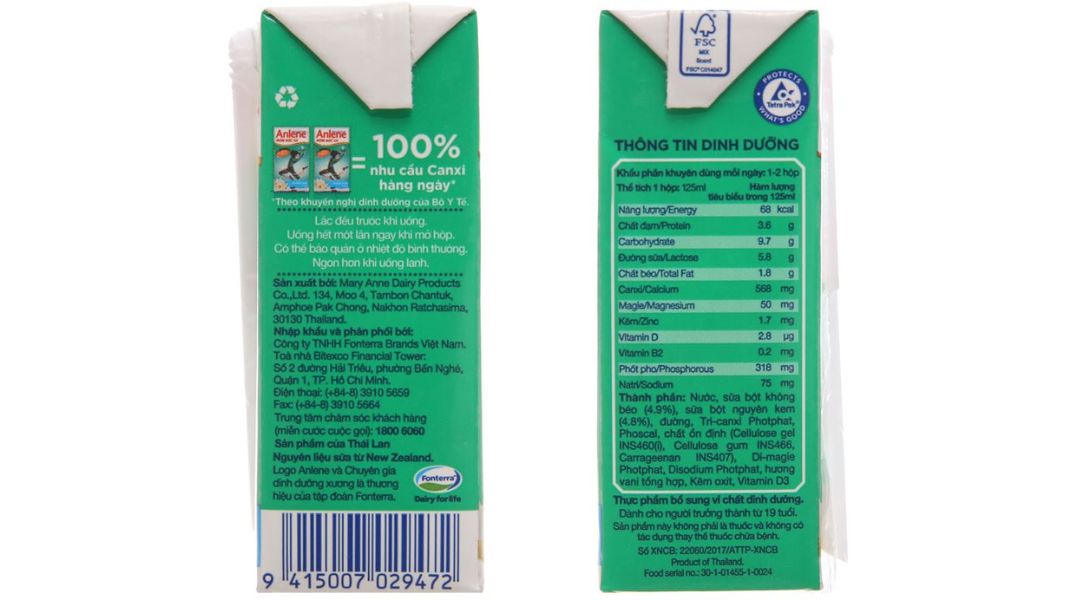 Anlene Anlene
= 100%
nhu cầu Canxi
hàng ngày*
*Theo khuyến nghị dinh dưỡng của Bộ Y Tế.
Lắc đều trước khi uống.
Uống hết một lần ngay khi mở hộp.
Có thể bảo quản ở nhiệt độ bình thường.
Ngon hơn khi uống lạnh.
Sản xuất bởi: Mary Anne Dairy Products
Co.,Ltd. 134, Moo 4, Tambon Chantuk,
Amphoe Pak Chong, Nakhon Ratchasima,
30130 Thailand.
Nhập khẩu và phân phối bởi:
Công ty TNHH Fonterra Brands Việt Nam.
Toà nhà Bitexco Financial Tower:
Số 2 đường Hải Triều, phường Bến Nghé,
Quận 1, TP. Hồ Chí Minh.
Điện thoại: (+84-8) 3910 5659
Fax: (+84-8) 3910 5664
Trung tâm chăm sóc khách hàng
(miễn cước cuộc gọi): 1800 6060
Sản phẩm của Thái Lan
Nguyên liệu sữa từ New Zealand.
Logo Anlene và Chuyên gia
dinh dưỡng xương là thương
hiệu của tập đoàn Fonterra.
Fonterra
Dairy for life
9 415007 029472
FSC
MIX
Board
FSC® C014047
PROTECTS
Tetra Pak®
WHAT'S GOOD
THÔNG TIN DINH DƯỠNG
Khẩu phần khuyên dùng mỗi ngày: 1-2 hộp
Thể tích 1 hộp: 125ml Hàm lượng
tiêu biểu trong 125ml
Năng lượng/Energy 68 kcal
Chất đạm/Protein 3.6 g
Carbohydrate 9.7 g
Đường sữa/Lactose 5.8 g
Chất béo/Total Fat 1.8 g
Canxi/Calcium 568 mg
Magie/Magnesium 50 mg
Kẽm/Zinc 1.7 mg
Vitamin D 2.8 µg
Vitamin B2 0.2 mg
Phốt pho/Phosphorous 318 mg
Natri/Sodium 75 mg
Thành phần: Nước, sữa bột không
béo (4.9%), sữa bột nguyên kem
(4.8%), đường, Tri-canxi Photphat,
Phoscal, chất ổn định (Cellulose gel
INS460(i), Cellulose gum INS466,
Carrageenan INS407), Di-magie
Photphat, Disodium Photphat, hương
vani tổng hợp, Kẽm oxit, Vitamin D3
Thực phẩm bổ sung vi chất dinh dưỡng.
Dành cho người trưởng thành từ 19 tuổi.
Sản phẩm này không phải là thuốc và không có
tác dụng thay thế thuốc chữa bệnh.
Số XNCB: 22060/2017/ATTP-XNCB
Product of Thailand.
Food serial no.: 30-1-01455-1-0024